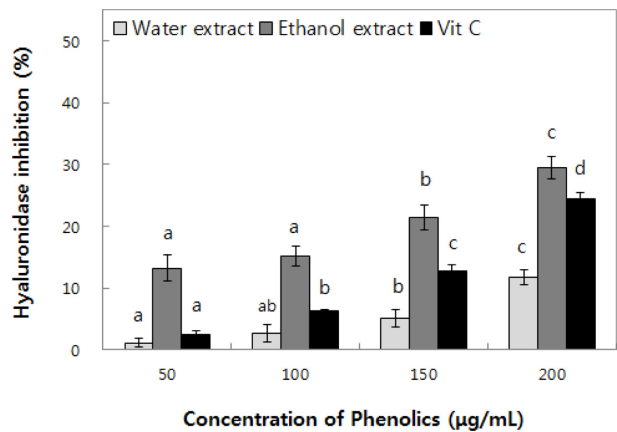 Water extract Ethanol extract Vit C
Hyaluronidase inhibition (%)
50
40
30
20
10
0
a a a
ab a b
b b c
c c d
50 100 150 200
Concentration of Phenolics (μg/mL)